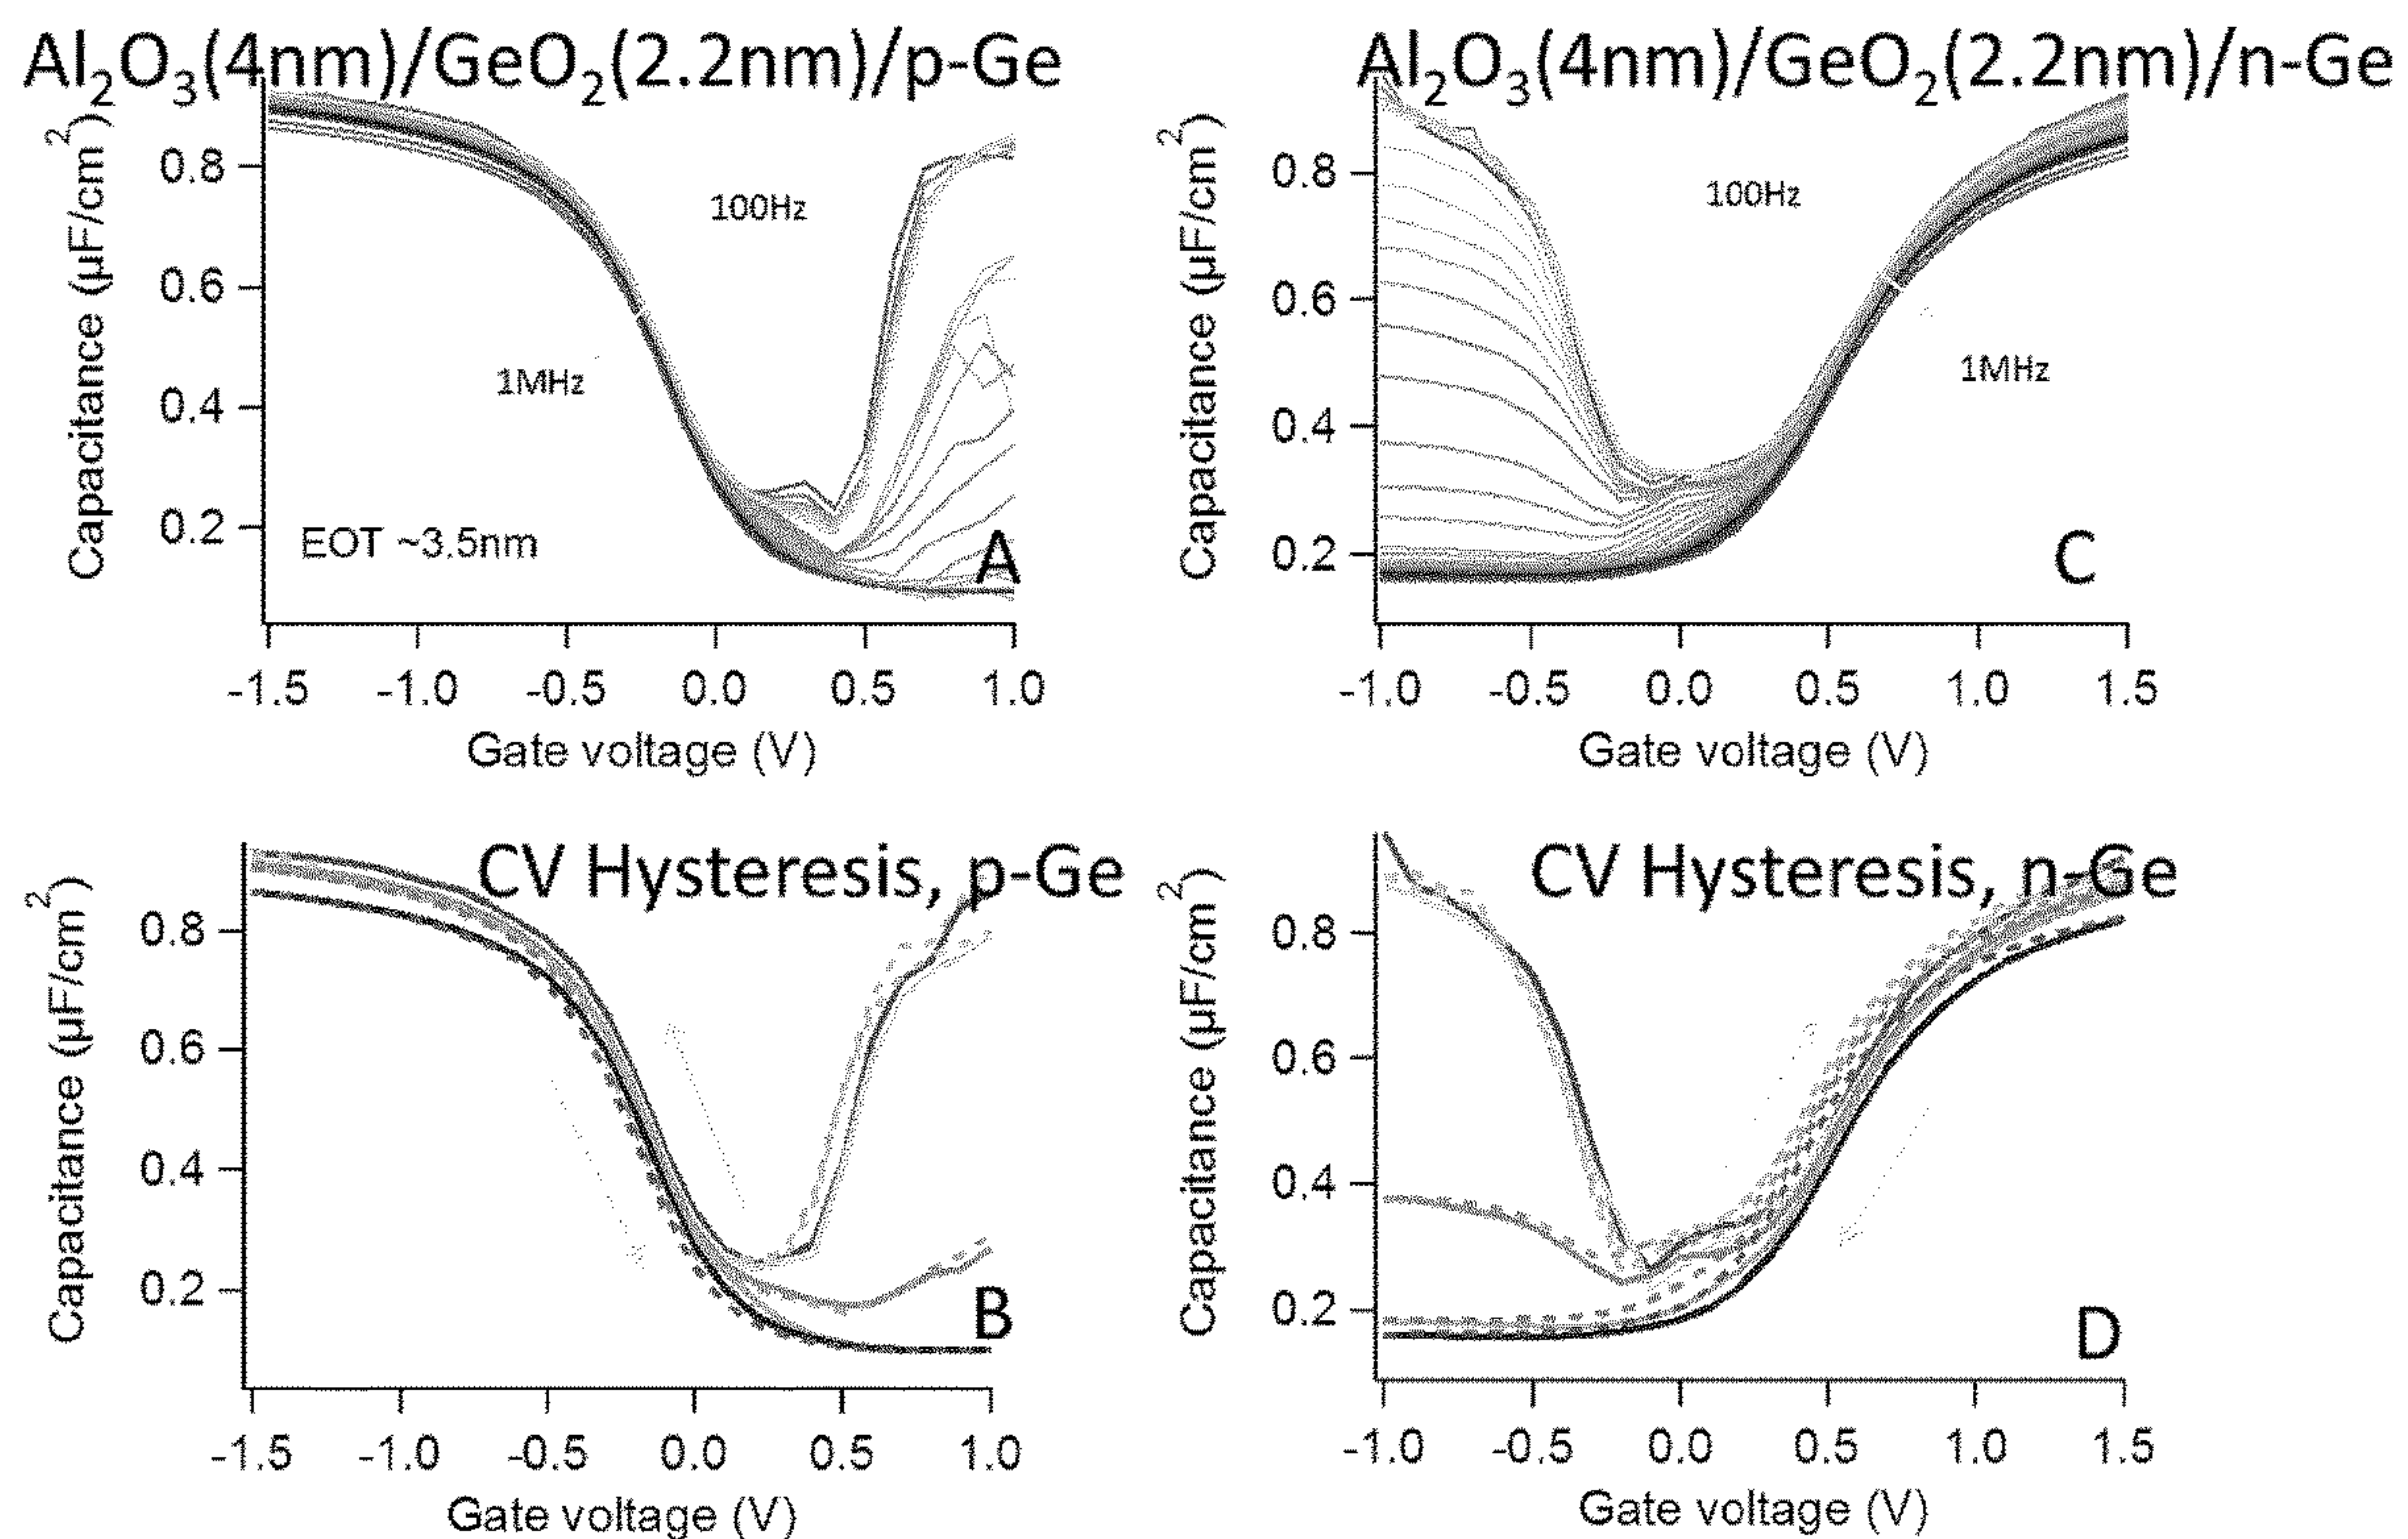 Al₂O₃(4nm)/GeO₂(2.2nm)/p-Ge
Capacitance (µF/cm²)
0.8
0.6
0.4
0.2
100Hz
1MHz
EOT ~3.5nm
A
-1.5 -1.0 -0.5 0.0 0.5 1.0
Gate voltage (V)
Al₂O₃(4nm)/GeO₂(2.2nm)/n-Ge
Capacitance (µF/cm²)
0.8
0.6
0.4
0.2
100Hz
1MHz
C
-1.0 -0.5 0.0 0.5 1.0 1.5
Gate voltage (V)
CV Hysteresis, p-Ge
Capacitance (µF/cm²)
0.8
0.6
0.4
0.2
B
-1.5 -1.0 -0.5 0.0 0.5 1.0
Gate voltage (V)
CV Hysteresis, n-Ge
Capacitance (µF/cm²)
0.8
0.6
0.4
0.2
D
-1.0 -0.5 0.0 0.5 1.0 1.5
Gate voltage (V)